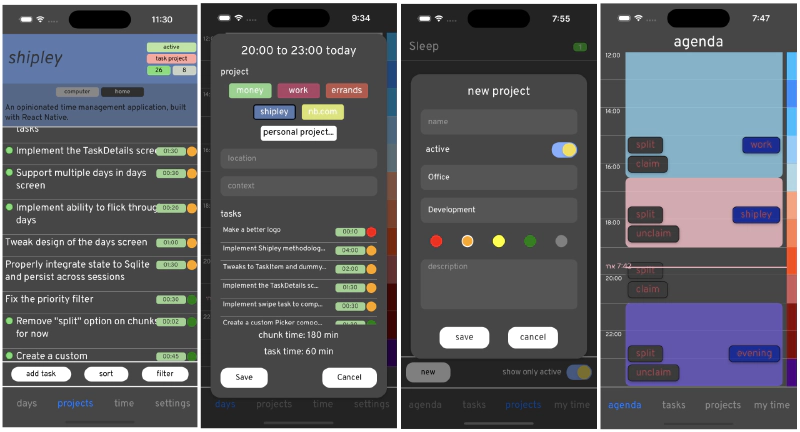 11:30
shipley
active
task project
26 8
computer home
An opinionated time management application, built
with React Native.
tasks
Implement the TaskDetails scree 01:30
Support multiple days in days 00:30
screen
Implement ability to flick throug 00:20
days
Tweak design of the days screen 01:00
Properly integrate state to Sqlite 01:30
and persist across sessions
Fix the priority filter 00:30
Remove "split" option on chunks 00:02
for now
Create a custom 00:45
add task sort filter
days projects time settings
9:34
20:00 to 23:00 today
project
money work errands
shipley nb.com
personal project...
location
context
tasks
Make a better logo 00:10
Implement Shipley methodolog... 04:00
Tweaks to TaskItem and dummy... 02:00
Implement the TaskDetails sc... 01:30
Implement swipe task to comp... 00:30
Create a custom Picker compo...
chunk time: 180 min
task time: 60 min
Save Cancel
days projects time settings
7:55
Sleep 1
new project
name
active
Office
Development
description
save cancel
new show only active
agenda tasks projects my time
7:47
agenda
12:00
14:00
split work
claim
16:00
18:00
split shipley
unclaim
7:42
split
20:00
claim
22:00
split evening
unclaim
agenda tasks projects my time